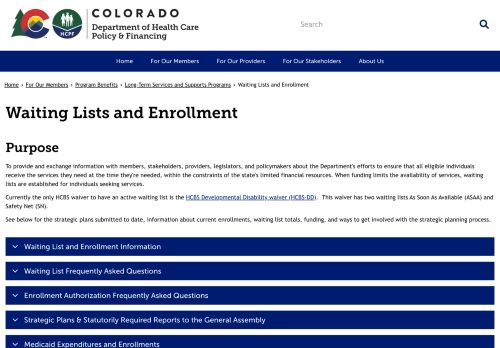 COLORADO
Department of Health Care
Policy & Financing
HCPF
Search
Home
For Our Members
For Our Providers
For Our Stakeholders
About Us
Home › For Our Members › Program Benefits › Long-Term Services and Supports Programs › Waiting Lists and Enrollment
Waiting Lists and Enrollment
Purpose
To provide and exchange information with members, stakeholders, providers, legislators, and policymakers about the Department's efforts to ensure that all eligible individuals
receive the services they need at the time they're needed, within the constraints of the state's limited financial resources. When funding limits the availability of services, waiting
lists are established for individuals seeking services.
Currently the only HCBS waiver to have an active waiting list is the HCBS Developmental Disability waiver (HCBS-DD). This waiver has two waiting lists As Soon As Available (ASAA) and
Safety Net (SN).
See below for the strategic plans submitted to date, information about current enrollments, waiting list totals, funding, and ways to get involved with the strategic planning process.
Waiting List and Enrollment Information
Waiting List Frequently Asked Questions
Enrollment Authorization Frequently Asked Questions
Strategic Plans & Statutorily Required Reports to the General Assembly
Medicaid Expenditures and Enrollments